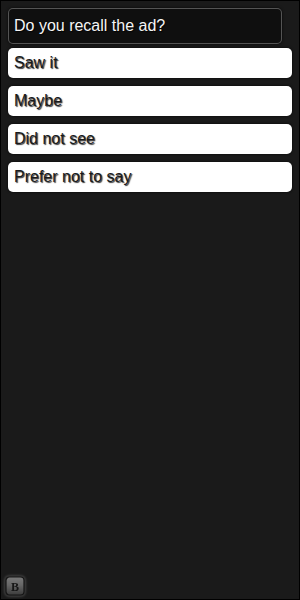 Do you recall the ad?
Saw it
Maybe
Did not see
Prefer not to say
B